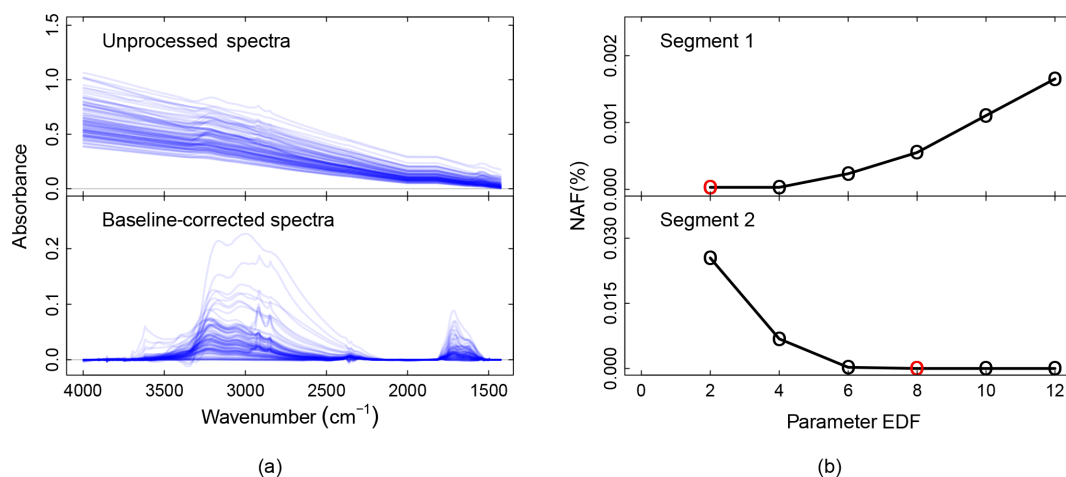 Unprocessed spectra
1.5
1.0
0.5
0.0
Baseline-corrected spectra
0.2
0.1
0.0
Absorbance
4000 3500 3000 2500 2000 1500
Wavenumber (cm⁻¹)
(a)
Segment 1
0.002
0.001
0.000
Segment 2
0.030
0.015
0.000
NAF(%)
0 2 4 6 8 10 12
Parameter EDF
(b)